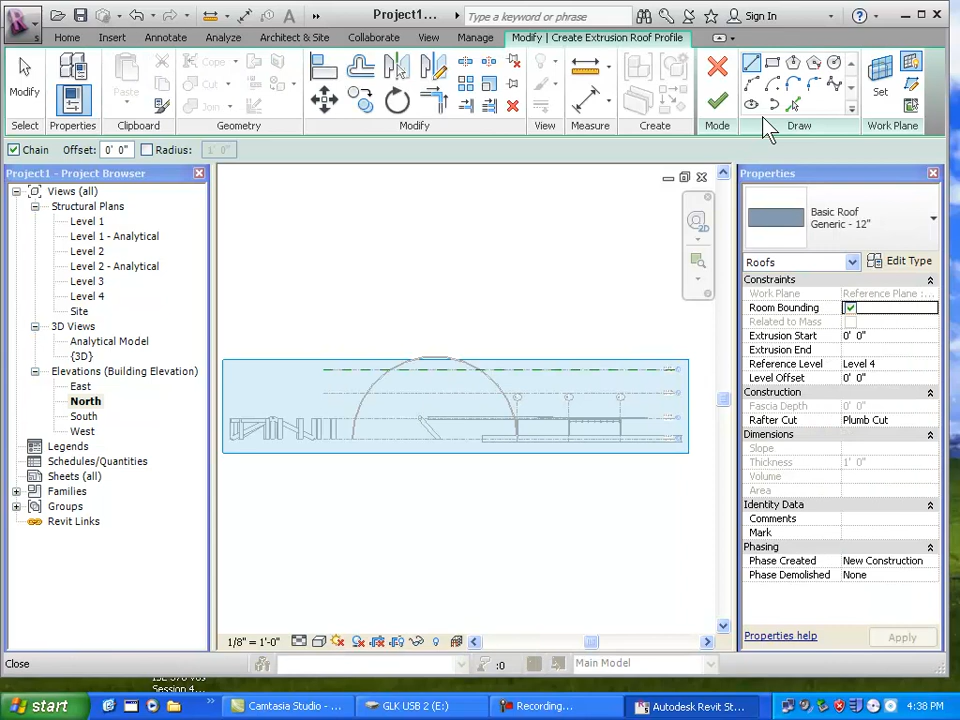 Project1...
Type a keyword or phrase
Sign In
Home
Insert
Annotate
Analyze
Architect & Site
Collaborate
View
Manage
Modify | Create Extrusion Roof Profile
Modify
Cope
Cut
Join
Paste
Set
Select
Properties
Clipboard
Geometry
Modify
View
Measure
Create
Mode
Draw
Work Plane
Chain
Offset:
0' 0"
Radius:
1' 0"
Project1 - Project Browser
Views (all)
Structural Plans
Level 1
Level 1 - Analytical
Level 2
Level 2 - Analytical
Level 3
Level 4
Site
3D Views
Analytical Model
{3D}
Elevations (Building Elevation)
East
North
South
West
Legends
Schedules/Quantities
Sheets (all)
Families
Groups
Revit Links
2D
Properties
Basic Roof
Generic - 12"
Roofs
Edit Type
Constraints
Work Plane Reference Plane :...
Room Bounding
Related to Mass
Extrusion Start 0' 0"
Extrusion End
Reference Level Level 4
Level Offset 0' 0"
Construction
Fascia Depth 0' 0"
Rafter Cut Plumb Cut
Dimensions
Slope
Thickness 1' 0"
Volume
Area
Identity Data
Comments
Mark
Phasing
Phase Created New Construction
Phase Demolished None
Properties help
Apply
1/8" = 1'-0"
Close
:0
Main Model
Session 4...
start
Camtasia Studio - ...
GLK USB 2 (E:)
Recording...
Autodesk Revit St...
4:38 PM